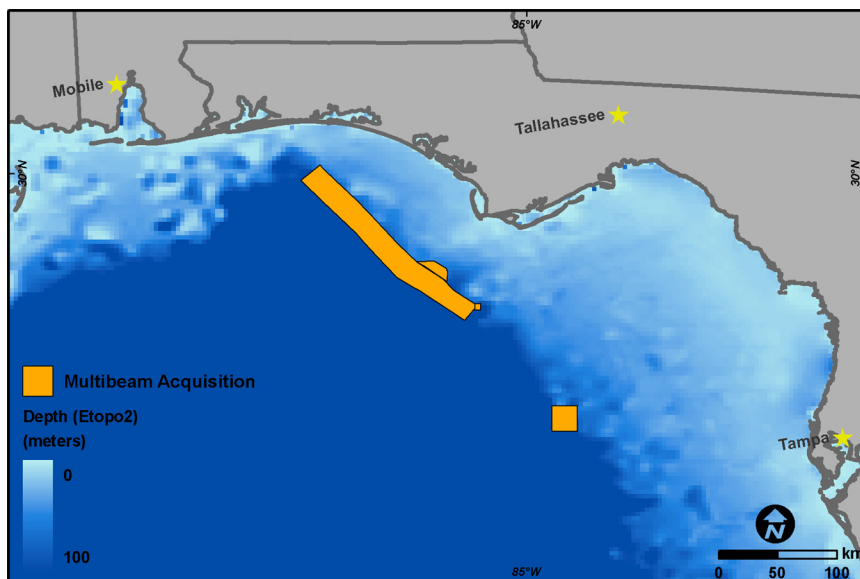 85°W
Mobile
Tallahassee
30°N
30°N
Multibeam Acquisition
Depth (Etopo2)
(meters)
0
100
Tampa
N
km
0 50 100
85°W